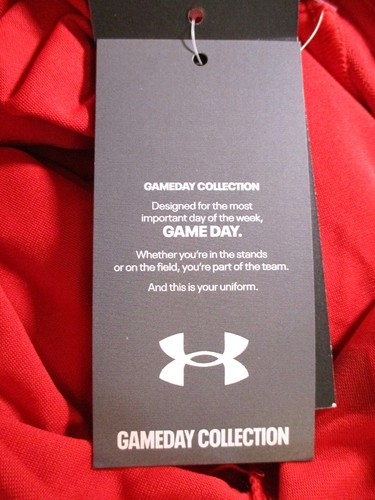 GAMEDAY COLLECTION
Designed for the most
important day of the week,
GAME DAY.
Whether you're in the stands
or on the field, you're part of the team.
And this is your uniform.
GAMEDAY COLLECTION